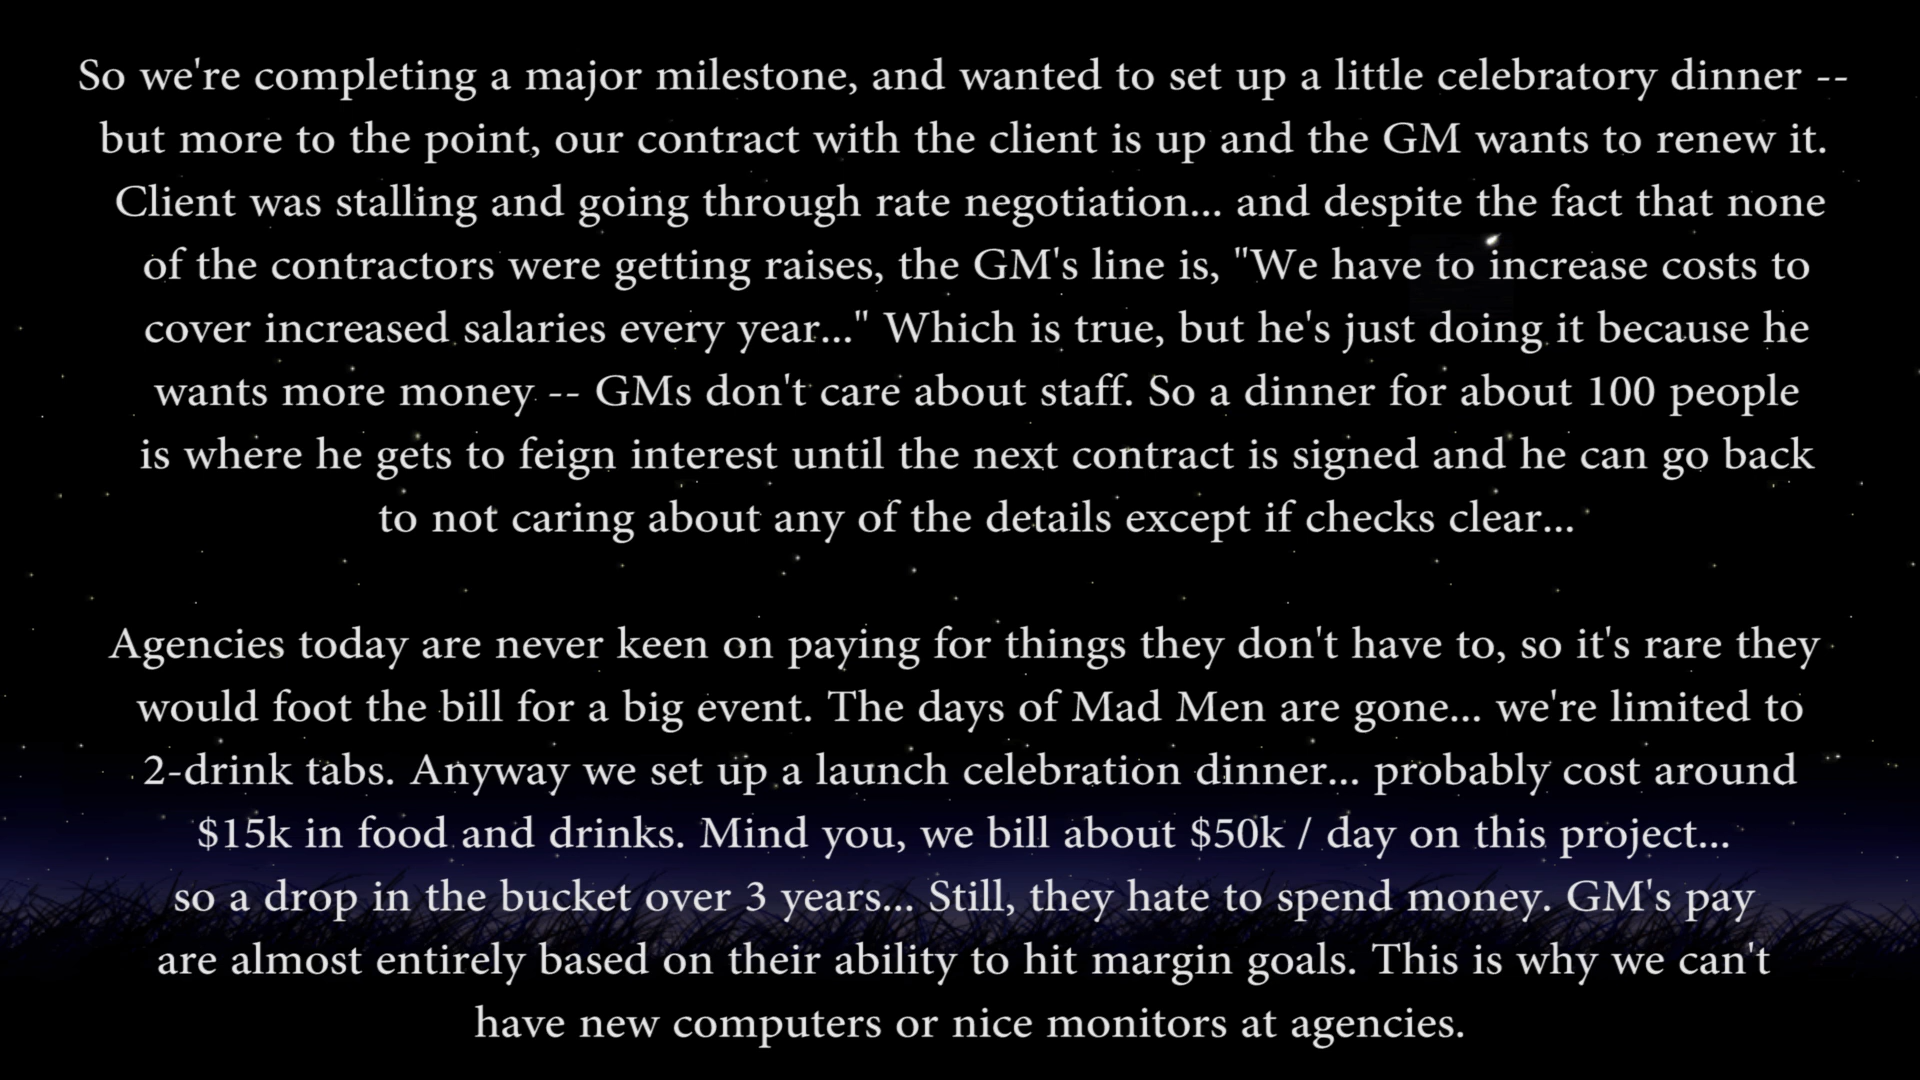 So we're completing a major milestone, and wanted to set up a little celebratory dinner --
but more to the point, our contract with the client is up and the GM wants to renew it.
Client was stalling and going through rate negotiation... and despite the fact that none
of the contractors were getting raises, the GM's line is, "We have to increase costs to
cover increased salaries every year..." Which is true, but he's just doing it because he
wants more money -- GMs don't care about staff. So a dinner for about 100 people
is where he gets to feign interest until the next contract is signed and he can go back
to not caring about any of the details except if checks clear...
Agencies today are never keen on paying for things they don't have to, so it's rare they
would foot the bill for a big event. The days of Mad Men are gone... we're limited to
2-drink tabs. Anyway we set up a launch celebration dinner... probably cost around
$15k in food and drinks. Mind you, we bill about $50k / day on this project...
so a drop in the bucket over 3 years... Still, they hate to spend money. GM's pay
are almost entirely based on their ability to hit margin goals. This is why we can't
have new computers or nice monitors at agencies.